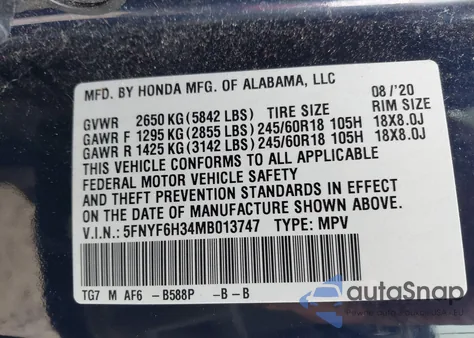 MFD. BY HONDA MFG. OF ALABAMA, LLC
08 /'20
GVWR 2650 KG (5842 LBS) TIRE SIZE RIM SIZE
GAWR F 1295 KG (2855 LBS) 245/60R18 105H 18X8.0J
GAWR R 1425 KG (3142 LBS) 245/60R18 105H 18X8.0J
THIS VEHICLE CONFORMS TO ALL APPLICABLE
FEDERAL MOTOR VEHICLE SAFETY
AND THEFT PREVENTION STANDARDS IN EFFECT
ON THE DATE OF MANUFACTURE SHOWN ABOVE.
V.I.N.: 5FNYF6H34MB013747 TYPE: MPV
TG7 M AF6 -B588P -B -B
autoSnap